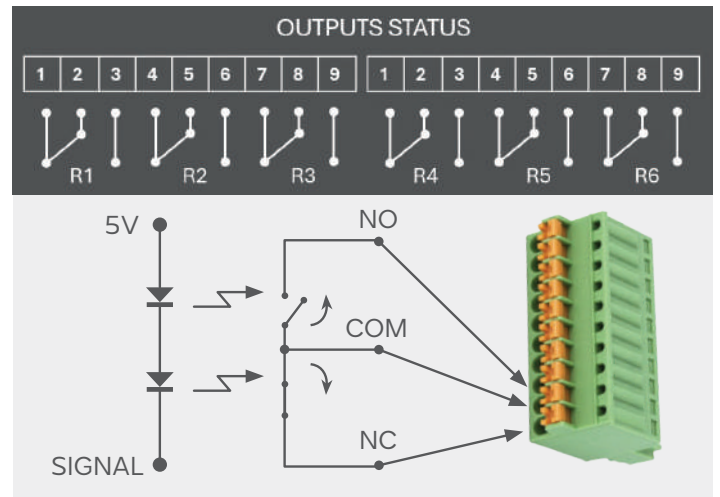 OUTPUTS STATUS
1 2 3 4 5 6 7 8 9 1 2 3 4 5 6 7 8 9
R1 R2 R3 R4 R5 R6
5V
NO
COM
NC
SIGNAL